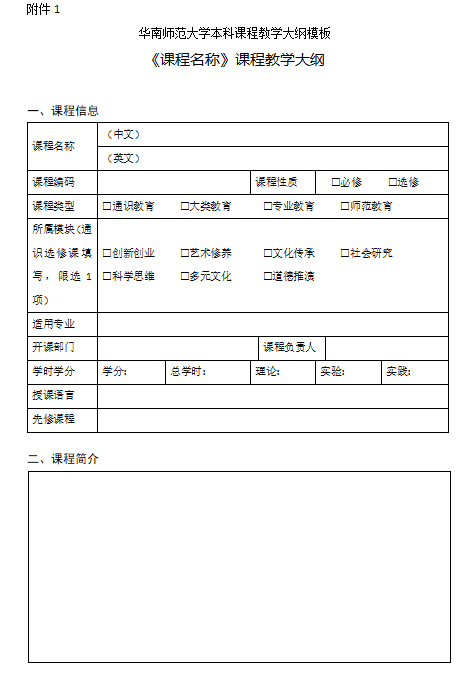 附件 1
华南师范大学本科课程教学大纲模板
《课程名称》课程教学大纲
一、课程信息
课程名称 （中文）
（英文）
课程编码 课程性质 □必修 □选修
课程类型 □通识教育 □大类教育 □专业教育 □师范教育
所属模块（通
识选修课填 □创新创业 □艺术修养 □文化传承 □社会研究
写，限选 1 □科学思维 □多元文化 □道德推演
项）
适用专业
开课部门 课程负责人
学时学分 学分: 总学时: 理论: 实验: 实践:
授课语言
先修课程
二、课程简介